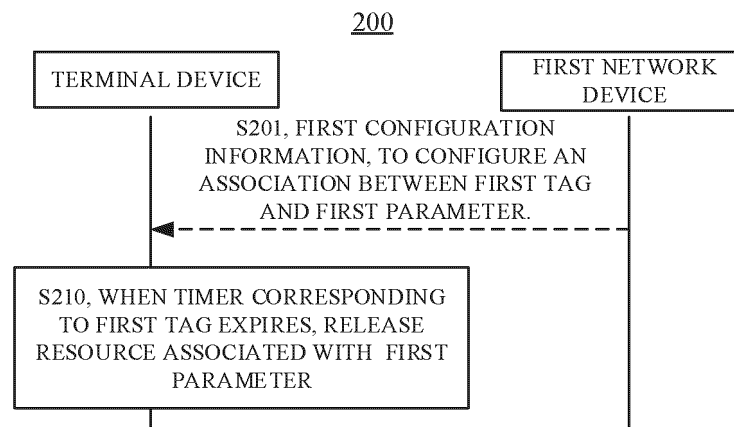 200
TERMINAL DEVICE
FIRST NETWORK
DEVICE
S201, FIRST CONFIGURATION
INFORMATION, TO CONFIGURE AN
ASSOCIATION BETWEEN FIRST TAG
AND FIRST PARAMETER.
S210, WHEN TIMER CORRESPONDING
TO FIRST TAG EXPIRES, RELEASE
RESOURCE ASSOCIATED WITH FIRST
PARAMETER